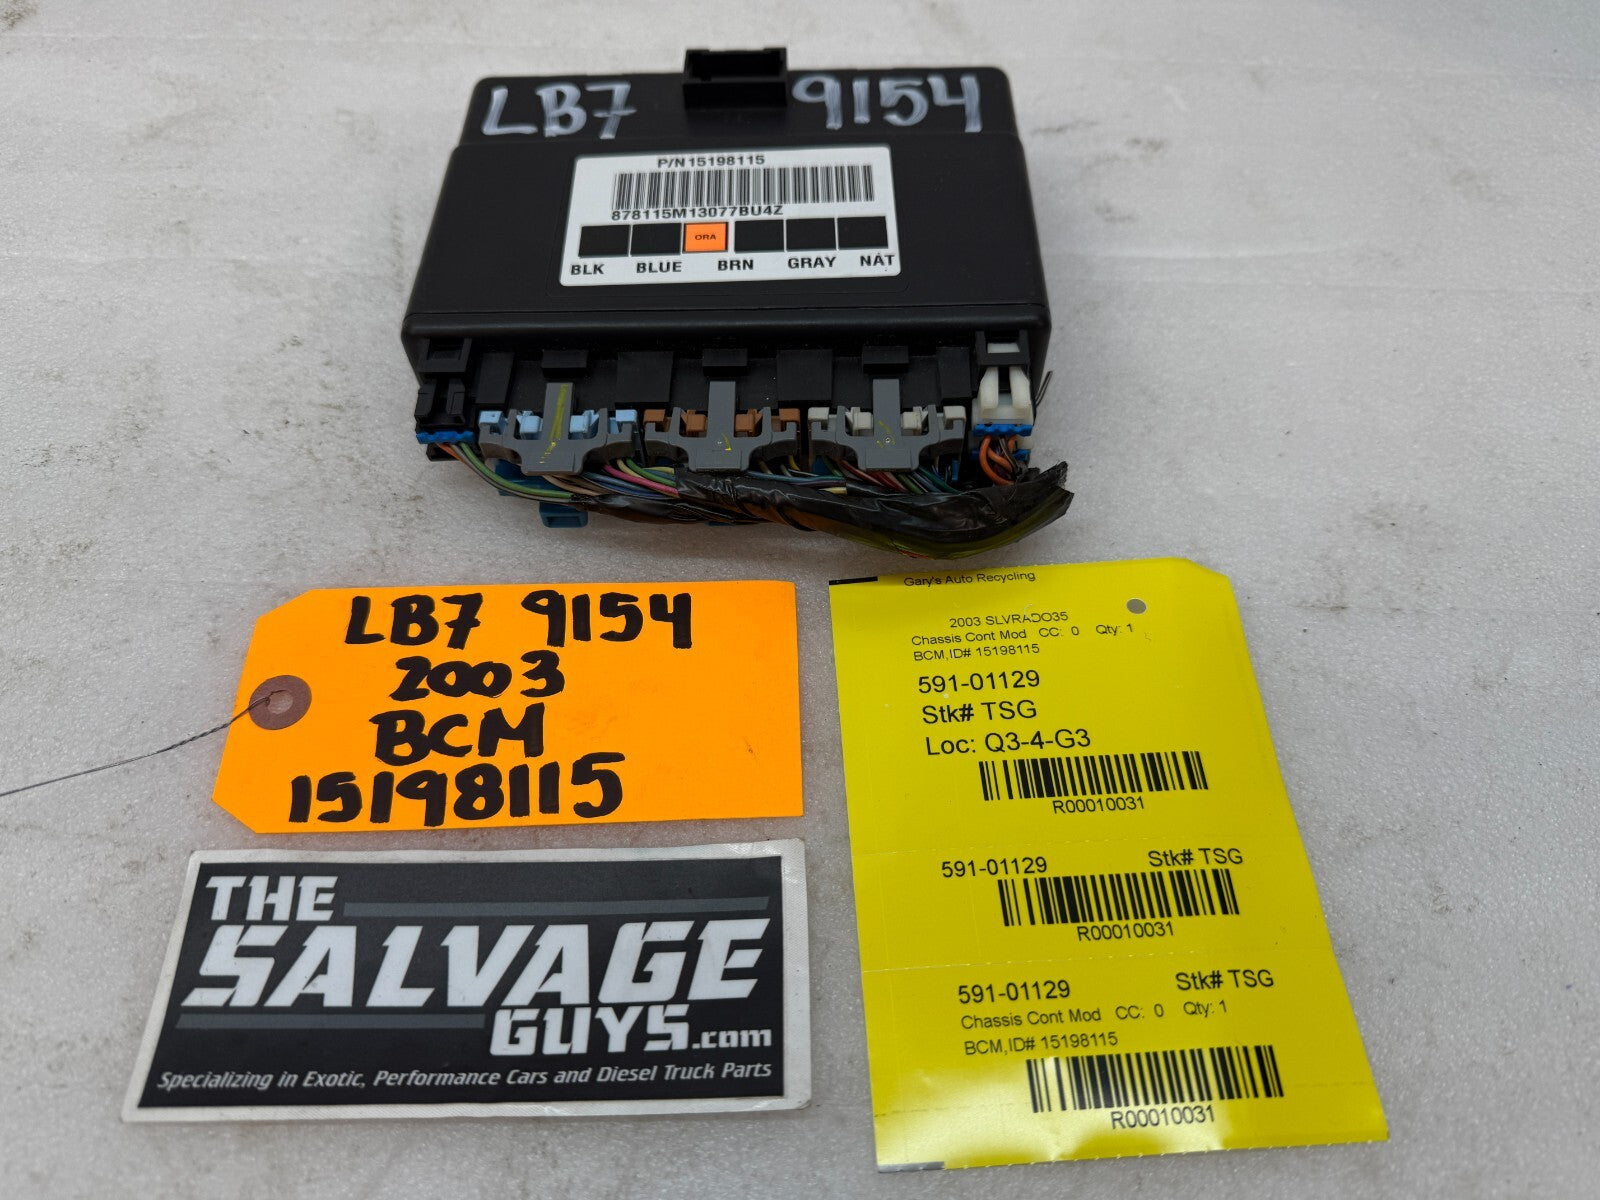 LB7 9154
P/N15198115
878115M13077BU4Z
ORA
BLK BLUE BRN GRAY NAT
LB7 9154
2003
BCM
15198115
THE
SALVAGE
GUYS.com
Specializing in Exotic, Performance Cars and Diesel Truck Parts
Gary's Auto Recycling
2003 SLVRADO35
Chassis Cont Mod CC: 0 Qty: 1
BCM,ID# 15198115
591-01129
Stk# TSG
Loc: Q3-4-G3
R00010031
591-01129 Stk# TSG
R00010031
591-01129 Stk# TSG
Chassis Cont Mod CC: 0 Qty: 1
BCM,ID# 15198115
R00010031